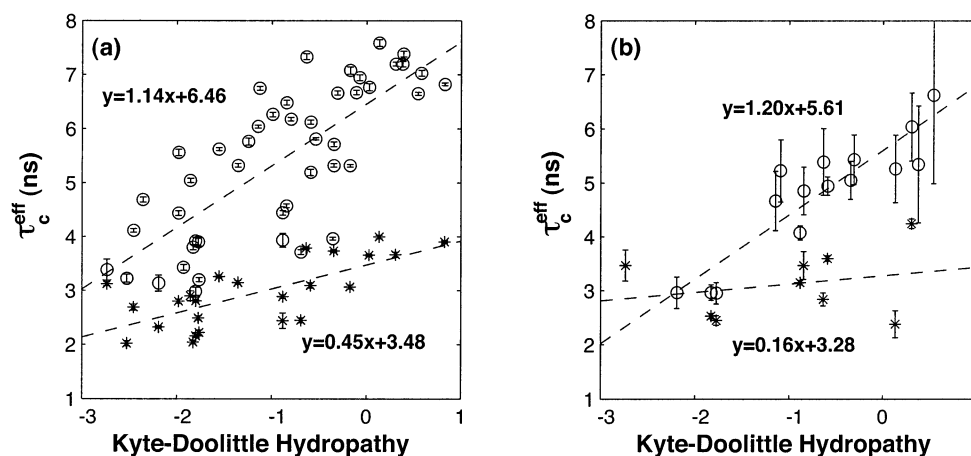 (a)
y=1.14x+6.46
y=0.45x+3.48
τ_c^eff (ns)
8
7
6
5
4
3
2
1
-3 -2 -1 0 1
Kyte-Doolittle Hydropathy
(b)
y=1.20x+5.61
y=0.16x+3.28
τ_c^eff (ns)
8
7
6
5
4
3
2
1
-3 -2 -1 0
Kyte-Doolittle Hydropathy